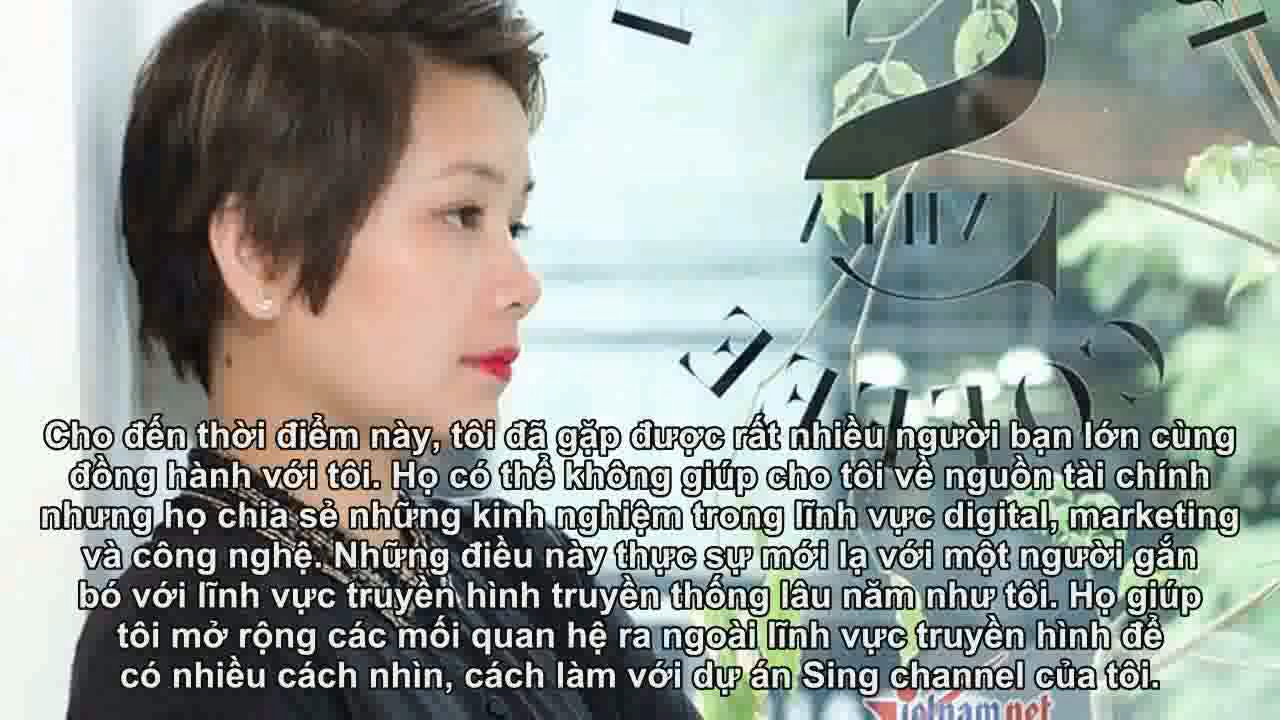 COFFEE
Cho đến thời điểm này, tôi đã gặp được rất nhiều người bạn lớn cùng
đồng hành với tôi. Họ có thể không giúp cho tôi về nguồn tài chính
nhưng họ chia sẻ những kinh nghiệm trong lĩnh vực digital, marketing
và công nghệ. Những điều này thực sự mới lạ với một người gắn
bó với lĩnh vực truyền hình truyền thống lâu năm như tôi. Họ giúp
tôi mở rộng các mối quan hệ ra ngoài lĩnh vực truyền hình để
có nhiều cách nhìn, cách làm với dự án Sing channel của tôi.